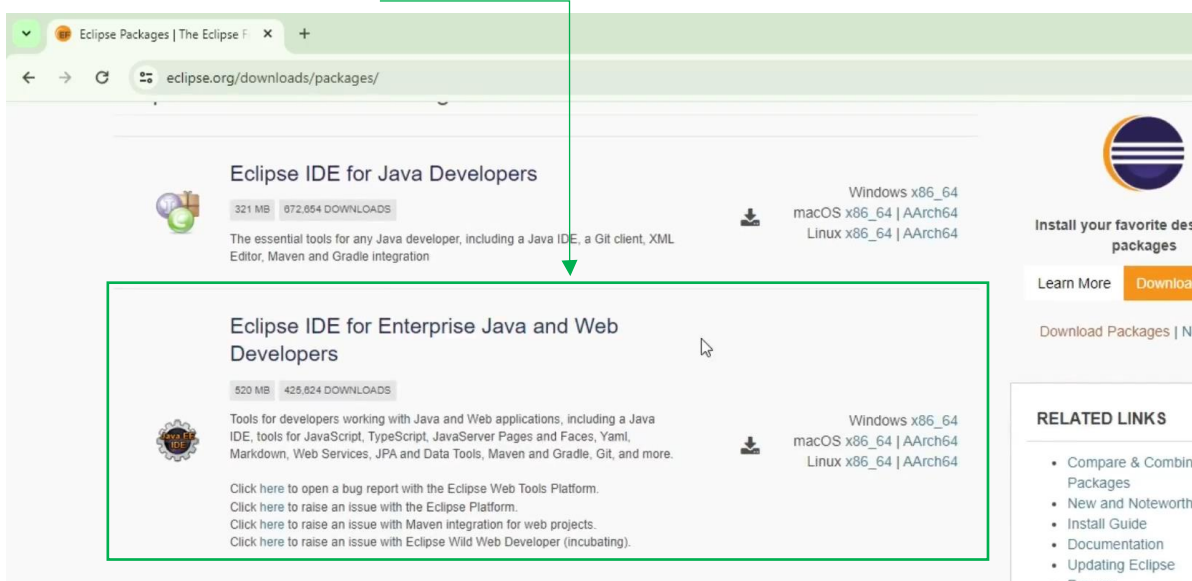 Eclipse Packages | The Eclipse F
eclipse.org/downloads/packages/
Eclipse IDE for Java Developers
321 MB 672,654 DOWNLOADS
The essential tools for any Java developer, including a Java IDE, a Git client, XML
Editor, Maven and Gradle integration
Windows x86_64
macOS x86_64 | AArch64
Linux x86_64 | AArch64
Eclipse IDE for Enterprise Java and Web
Developers
520 MB 425,624 DOWNLOADS
Java EE
IDE
Tools for developers working with Java and Web applications, including a Java
IDE, tools for JavaScript, TypeScript, JavaServer Pages and Faces, Yaml,
Markdown, Web Services, JPA and Data Tools, Maven and Gradle, Git, and more.
Click here to open a bug report with the Eclipse Web Tools Platform.
Click here to raise an issue with the Eclipse Platform.
Click here to raise an issue with Maven integration for web projects.
Click here to raise an issue with Eclipse Wild Web Developer (incubating).
Windows x86_64
macOS x86_64 | AArch64
Linux x86_64 | AArch64
Install your favorite des
packages
Learn More Downloa
Download Packages | N
RELATED LINKS
Compare & Combin
Packages
New and Noteworth
Install Guide
Documentation
Updating Eclipse